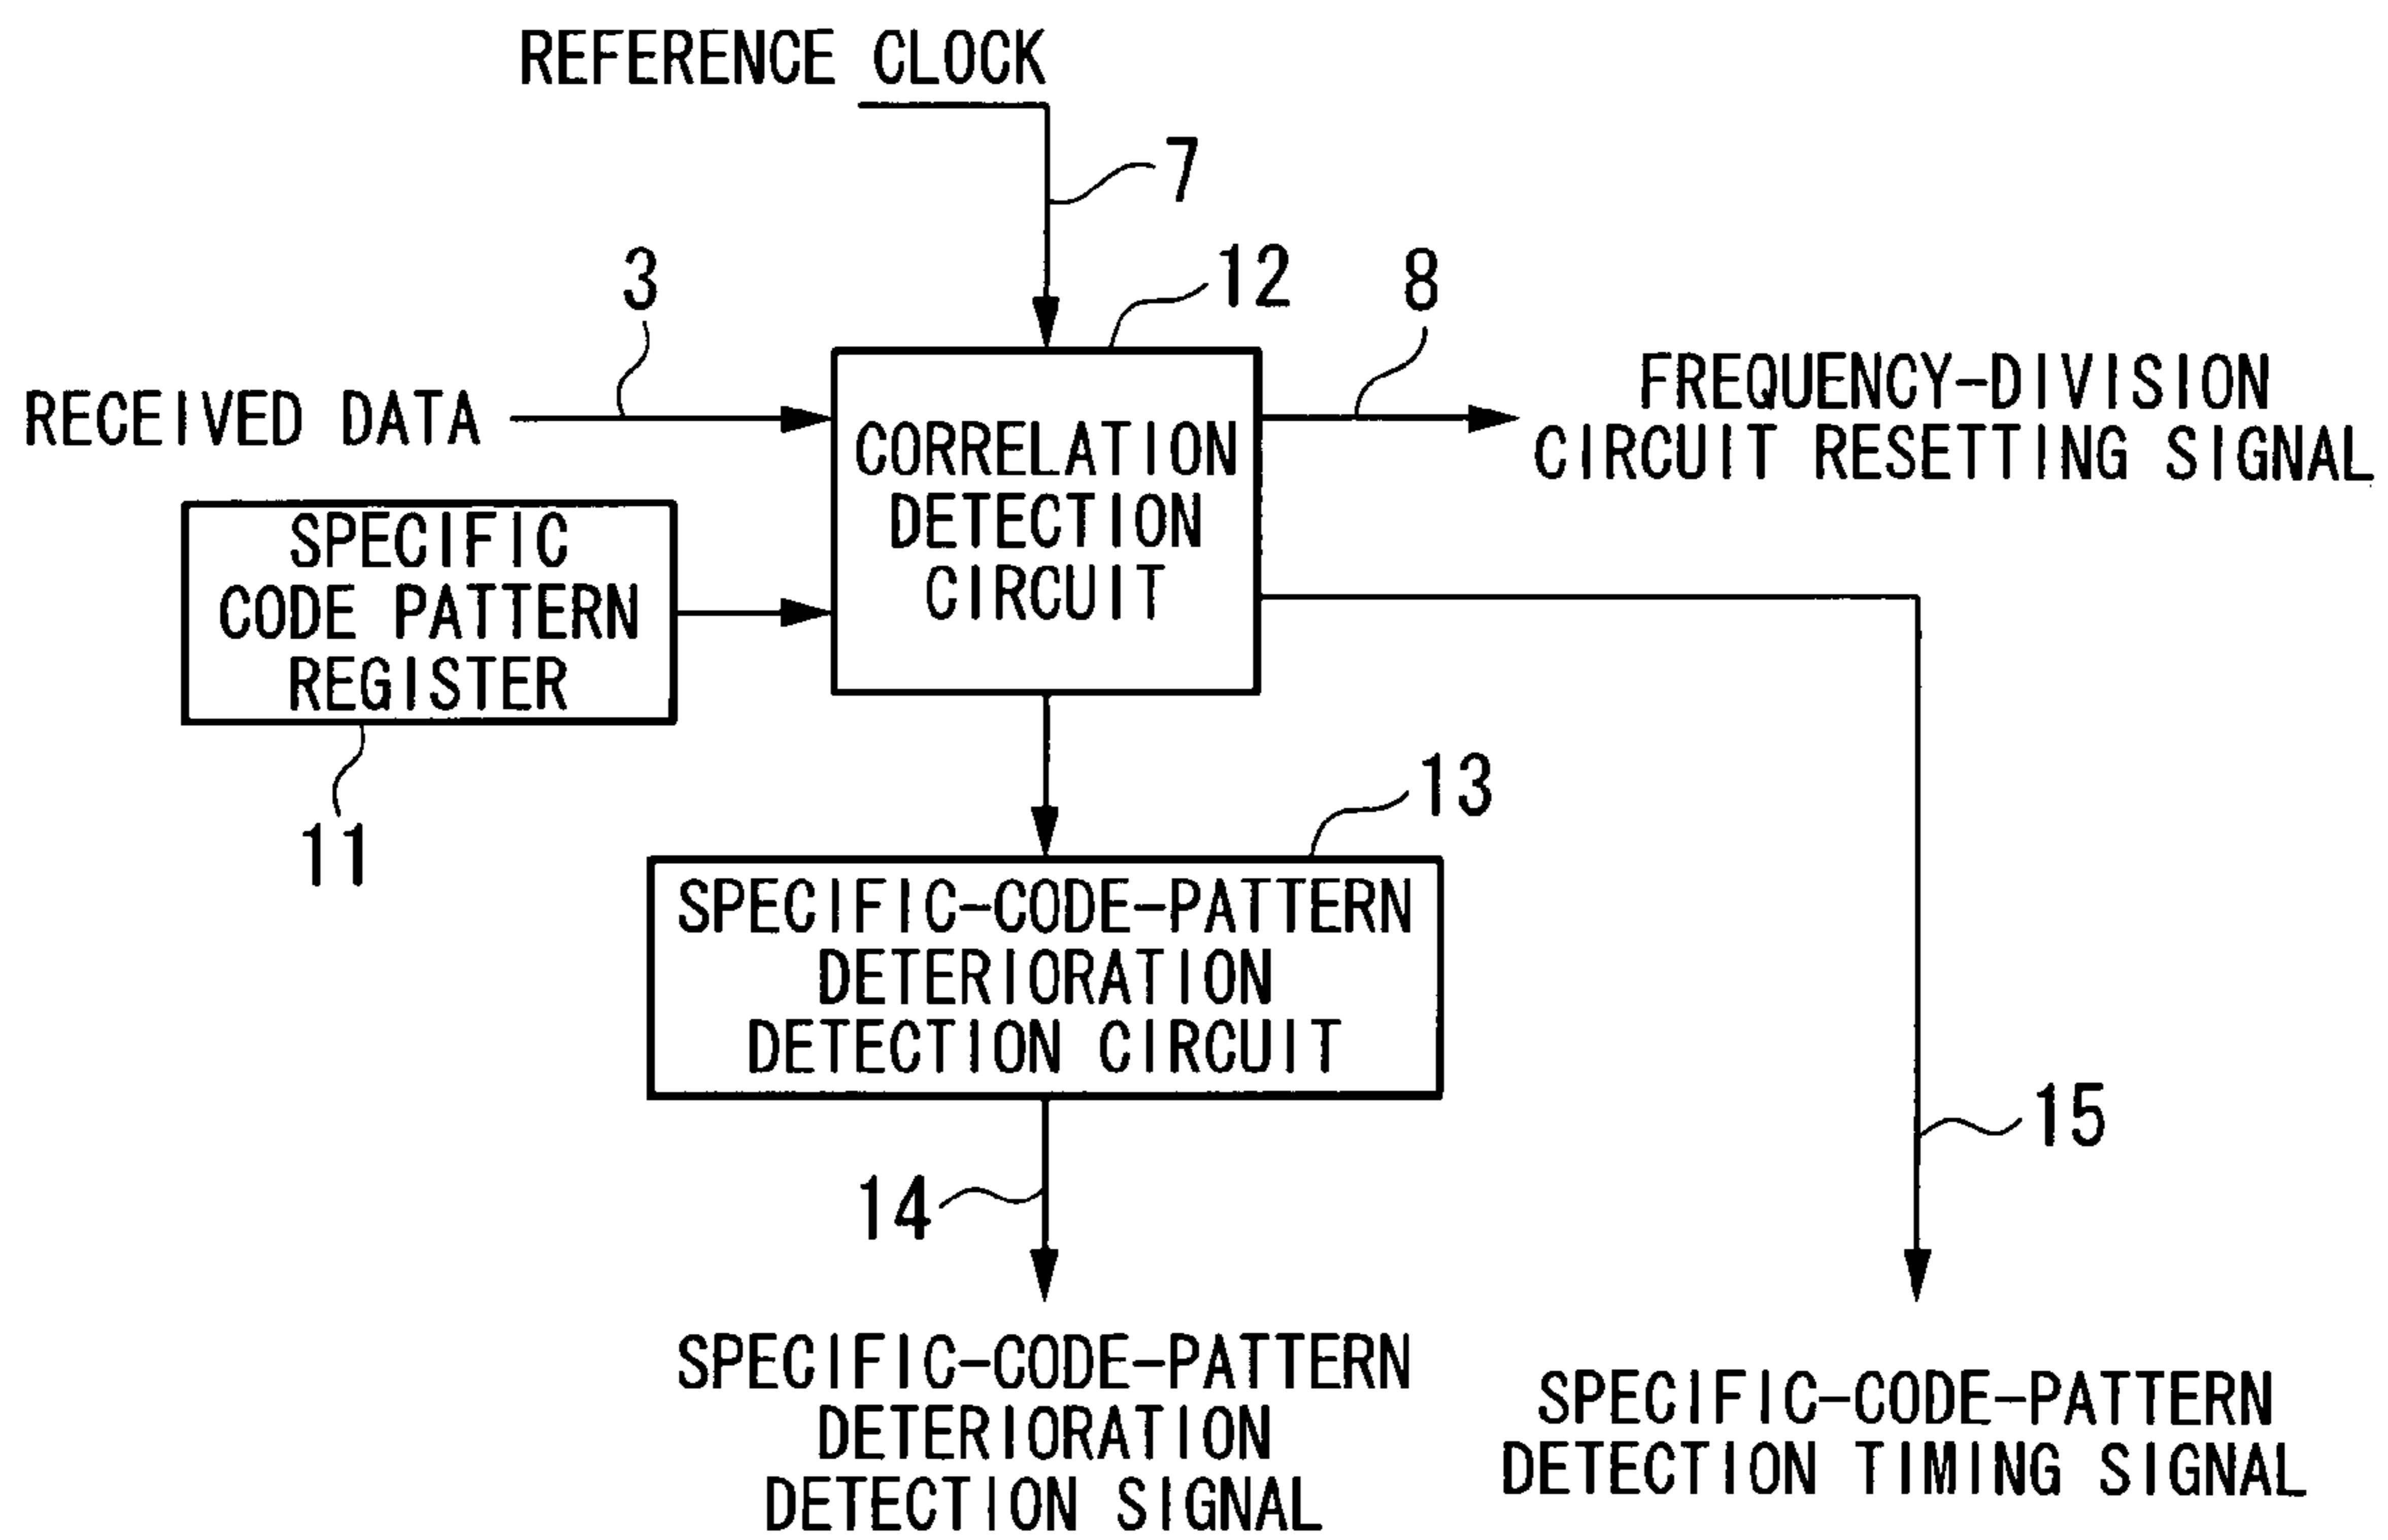 REFERENCE CLOCK
7
3
12
8
RECEIVED DATA
FREQUENCY-DIVISION
CIRCUIT RESETTING SIGNAL
CORRELATION
DETECTION
CIRCUIT
SPECIFIC
CODE PATTERN
REGISTER
11
13
SPECIFIC-CODE-PATTERN
DETERIORATION
DETECTION CIRCUIT
15
14
SPECIFIC-CODE-PATTERN
DETERIORATION
DETECTION SIGNAL
SPECIFIC-CODE-PATTERN
DETECTION TIMING SIGNAL